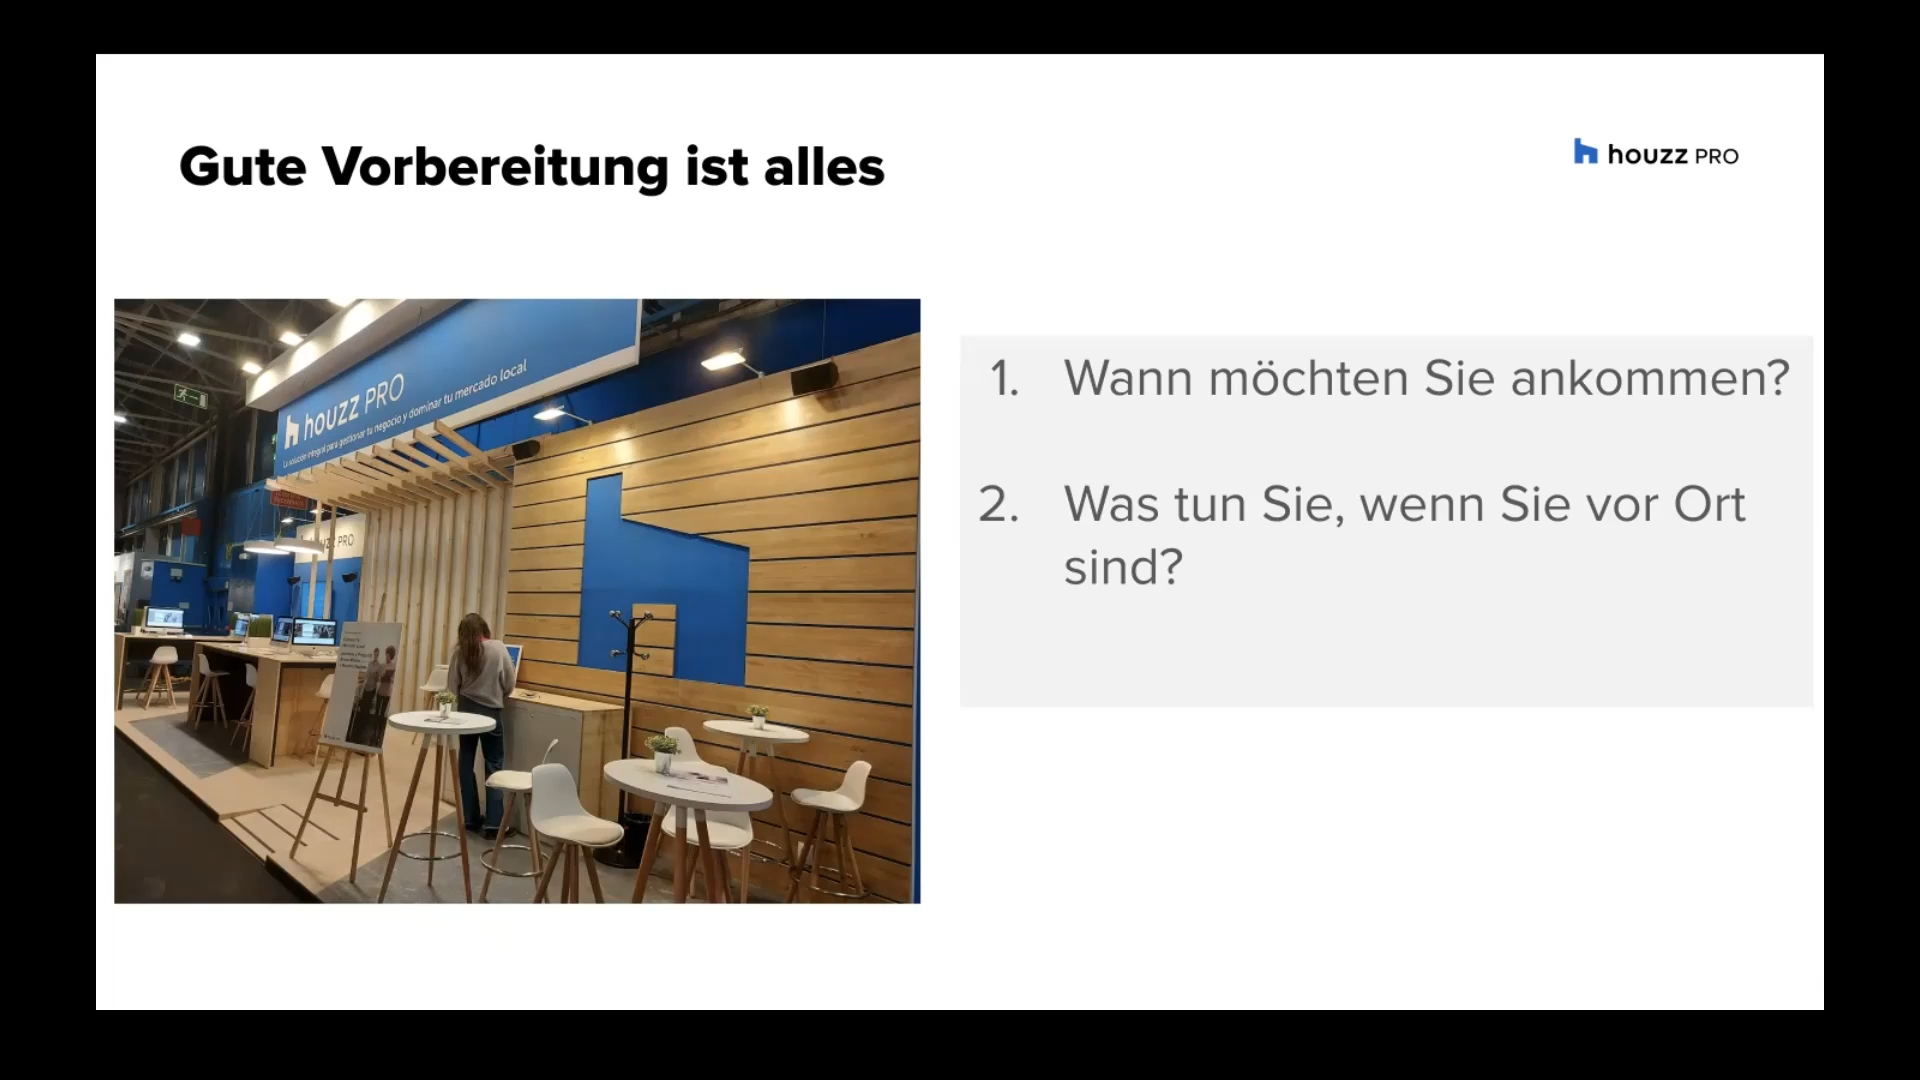 Gute Vorbereitung ist alles
houzz PRO
houzz PRO
La solución integral para gestionar tu negocio y dominar tu mercado local
1. Wann möchten Sie ankommen?
2. Was tun Sie, wenn Sie vor Ort
sind?